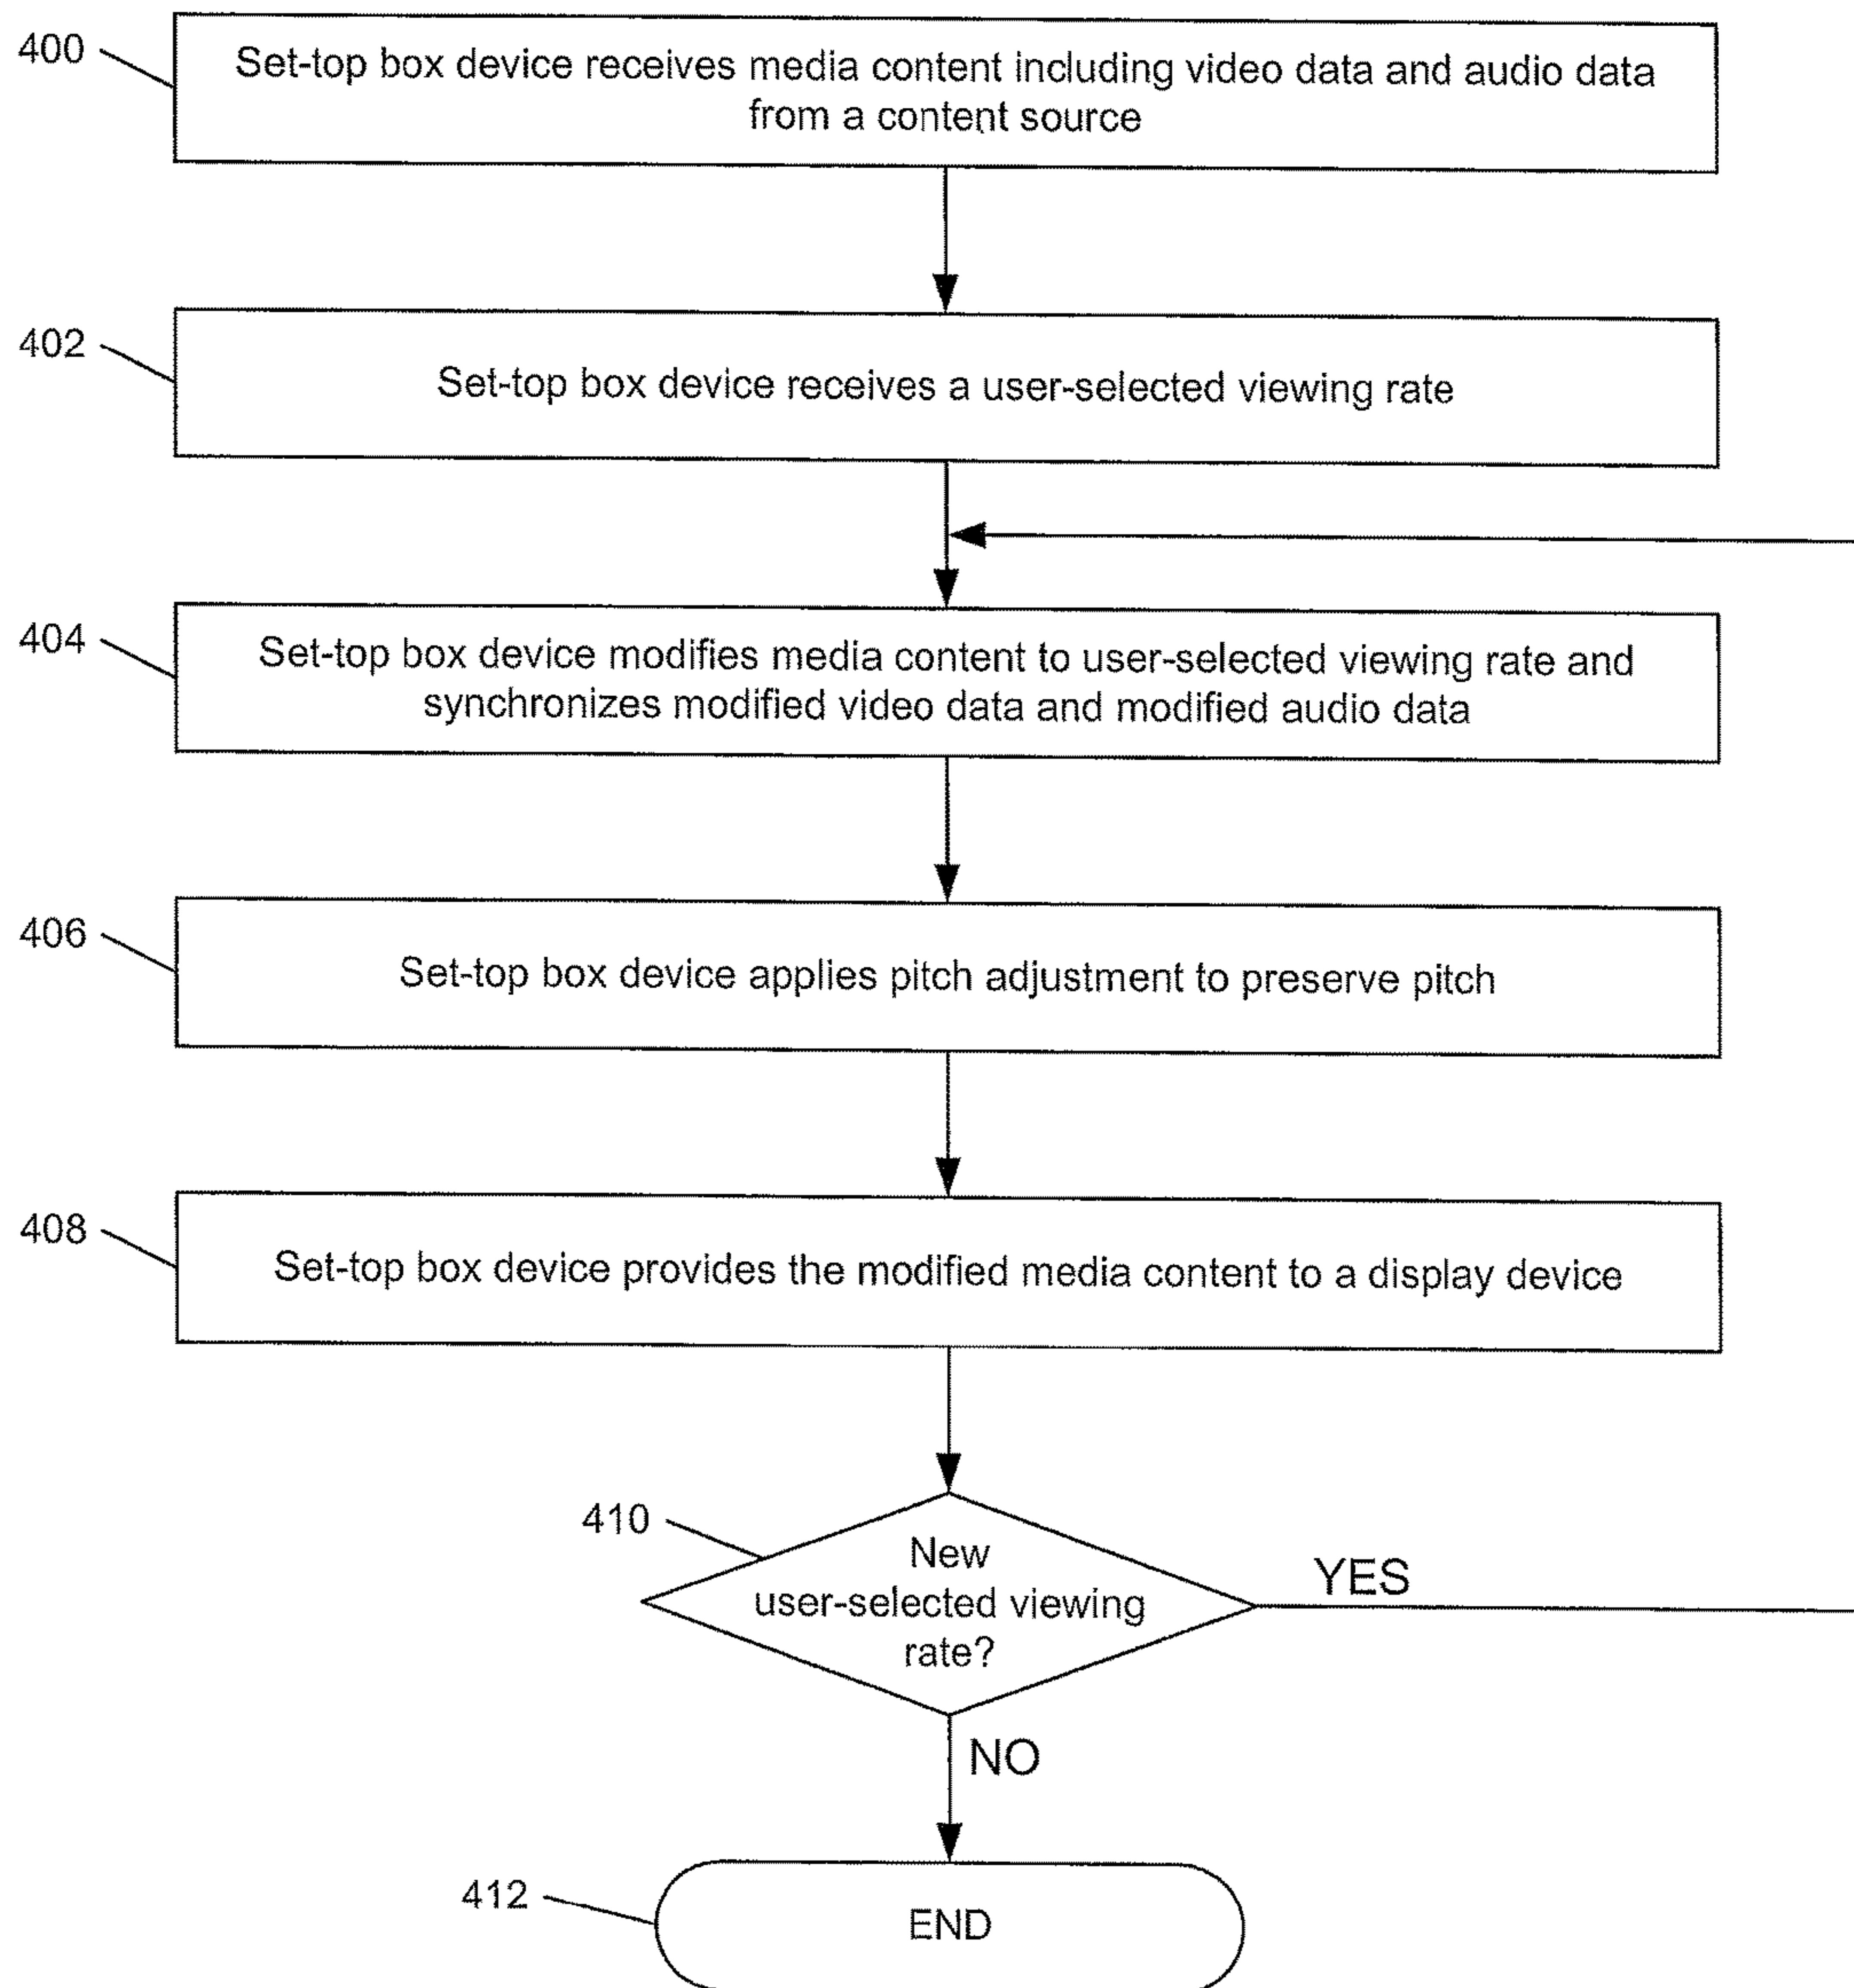 400
Set-top box device receives media content including video data and audio data
from a content source
402
Set-top box device receives a user-selected viewing rate
404
Set-top box device modifies media content to user-selected viewing rate and
synchronizes modified video data and modified audio data
406
Set-top box device applies pitch adjustment to preserve pitch
408
Set-top box device provides the modified media content to a display device
410
New
user-selected viewing
rate?
YES
NO
412
END